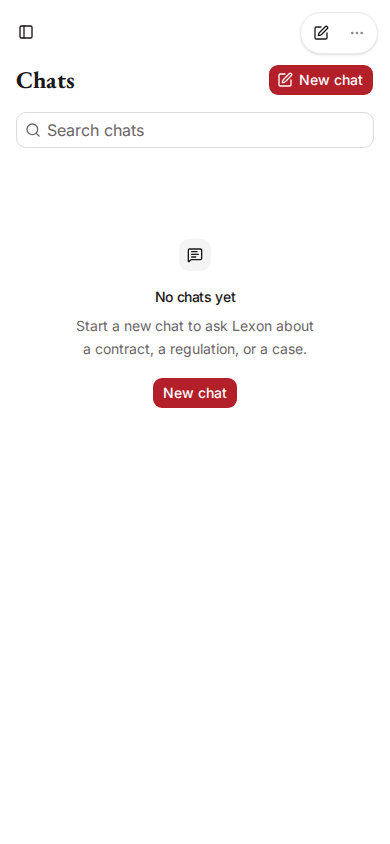 Chats
New chat
Search chats
No chats yet
Start a new chat to ask Lexon about
a contract, a regulation, or a case.
New chat